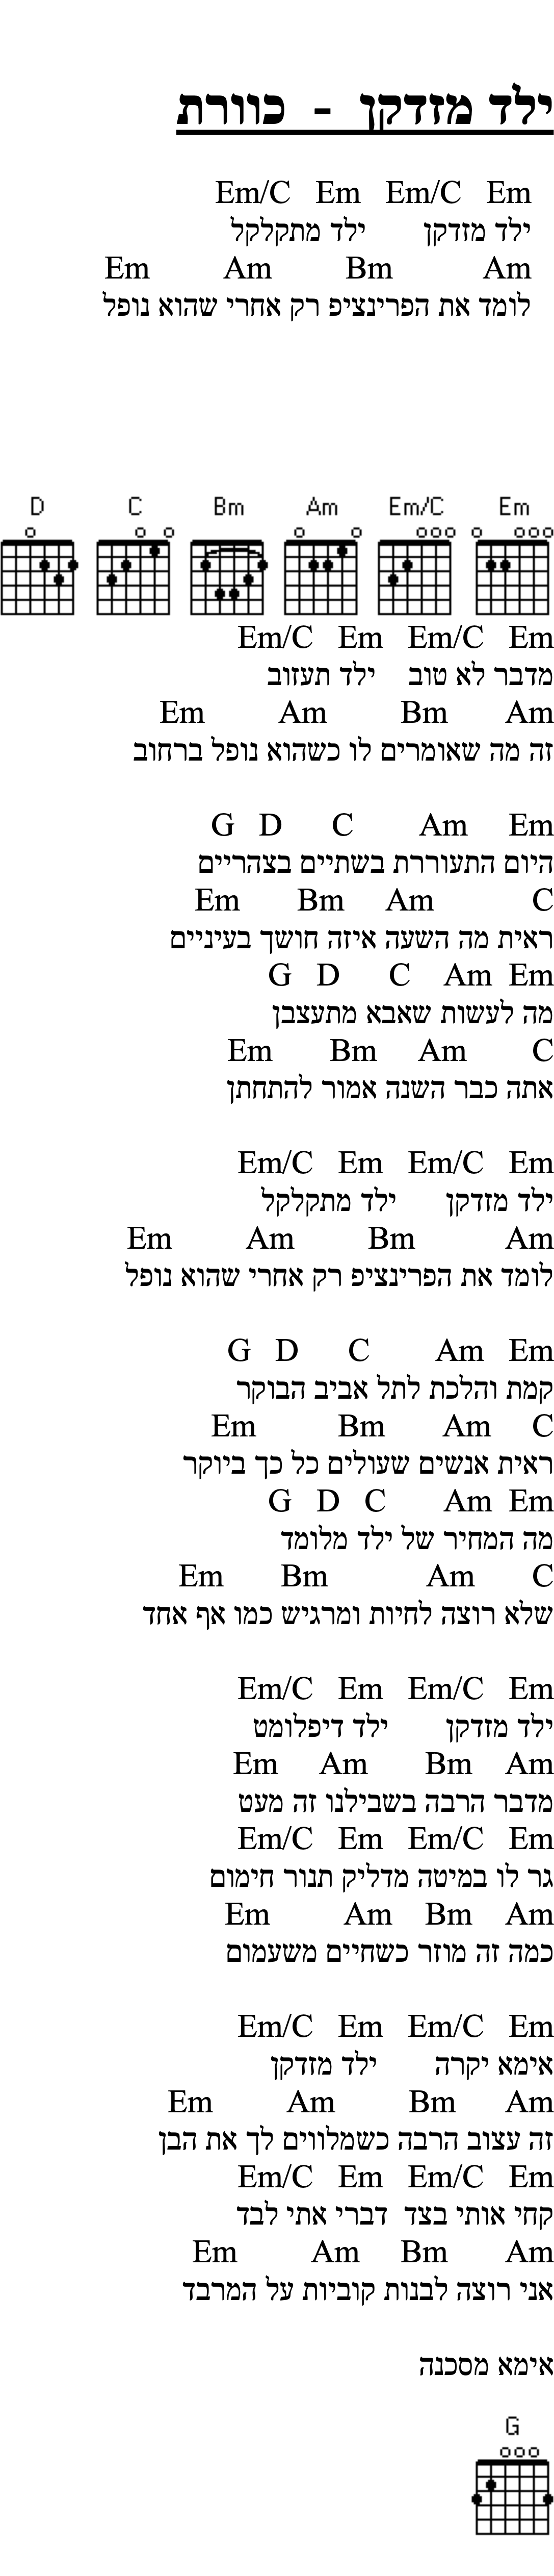 ילד מזדקן - כוורת
Em Em/C Em Em/C
ילד מזדקן ילד מתקלקל
Am Bm Am Em
לומד את הפרינציפ רק אחרי שהוא נופל
D C Bm Am Em/C Em
Em Em/C Em Em/C
מדבר לא טוב ילד תעזוב
Am Bm Am Em
זה מה שאומרים לו כשהוא נופל ברחוב
Em Am C D G
היום התעוררת בשתיים בצהריים
C Am Bm Em
ראית מה השעה איזה חושך בעיניים
Em Am C D G
מה לעשות שאבא מתעצבן
C Am Bm Em
אתה כבר השנה אמור להתחתן
Em Em/C Em Em/C
ילד מזדקן ילד מתקלקל
Am Bm Am Em
לומד את הפרינציפ רק אחרי שהוא נופל
Em Am C D G
קמת והלכת לתל אביב הבוקר
C Am Bm Em
ראית אנשים שעולים כל כך ביוקר
Em Am C D G
מה המחיר של ילד מלומד
C Am Bm Em
שלא רוצה לחיות ומרגיש כמו אף אחד
Em Em/C Em Em/C
ילד מזדקן ילד דיפלומט
Am Bm Am Em
מדבר הרבה בשבילנו זה מעט
Em Em/C Em Em/C
גר לו במיטה מדליק תנור חימום
Am Bm Am Em
כמה זה מוזר כשחיים משעמום
Em Em/C Em Em/C
אימא יקרה ילד מזדקן
Am Bm Am Em
זה עצוב הרבה כשמלווים לך את הבן
Em Em/C Em Em/C
קחי אותי בצד דברי אתי לבד
Am Bm Am Em
אני רוצה לבנות קוביות על המרבד
אימא מסכנה
G